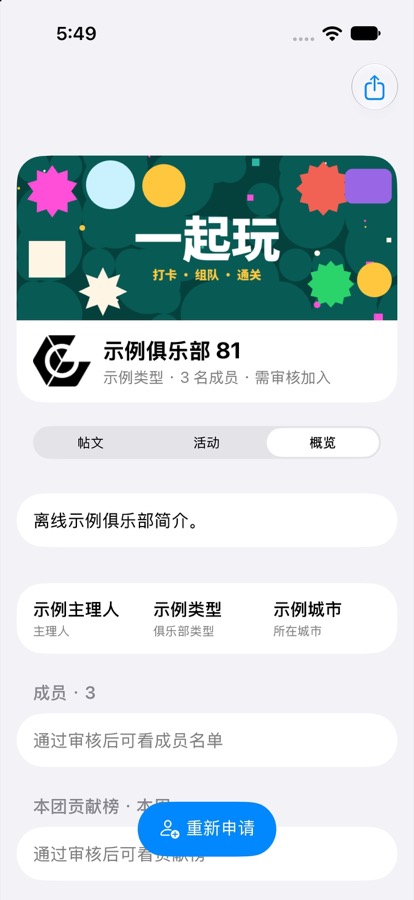 5:49
一起玩
打卡 · 组队 · 通关
示例俱乐部 81
示例类型 · 3 名成员 · 需审核加入
帖文
活动
概览
离线示例俱乐部简介。
示例主理人
主理人
示例类型
俱乐部类型
示例城市
所在城市
成员 · 3
通过审核后可看成员名单
本团贡献榜 · 本
重新申请
通过审核后可看贡献榜